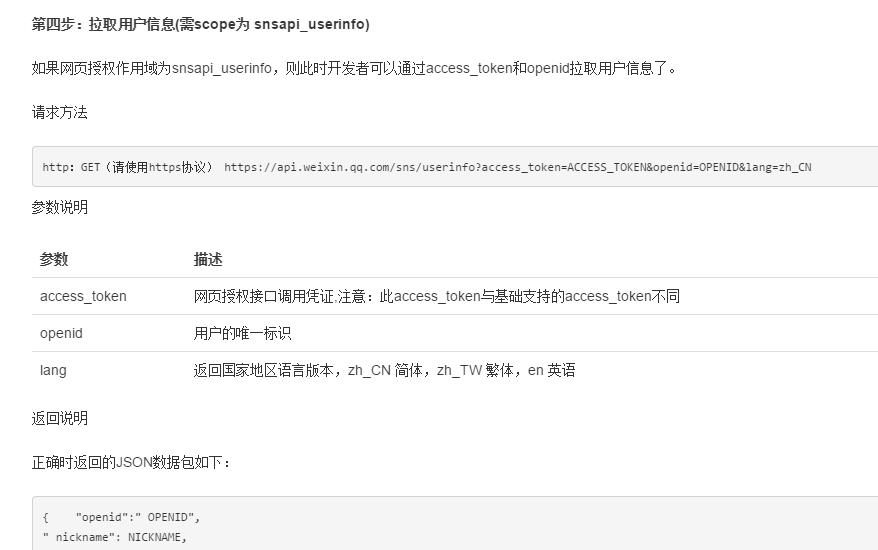 第四步：拉取用户信息(需scope为 snsapi_userinfo)
如果网页授权作用域为snsapi_userinfo，则此时开发者可以通过access_token和openid拉取用户信息了。
请求方法
http：GET（请使用https协议） https://api.weixin.qq.com/sns/userinfo?access_token=ACCESS_TOKEN&openid=OPENID&lang=zh_CN
参数说明
参数 描述
access_token 网页授权接口调用凭证,注意：此access_token与基础支持的access_token不同
openid 用户的唯一标识
lang 返回国家地区语言版本，zh_CN 简体，zh_TW 繁体，en 英语
返回说明
正确时返回的JSON数据包如下：
{    "openid":" OPENID",
" nickname": NICKNAME,